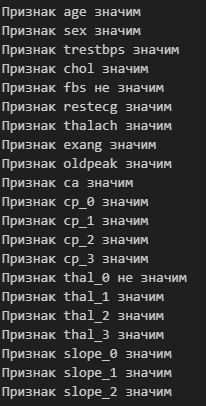 Признак age значим
Признак sex значим
Признак trestbps значим
Признак chol значим
Признак fbs не значим
Признак restecg значим
Признак thalach значим
Признак exang значим
Признак oldpeak значим
Признак ca значим
Признак cp_0 значим
Признак cp_1 значим
Признак cp_2 значим
Признак cp_3 значим
Признак thal_0 не значим
Признак thal_1 значим
Признак thal_2 значим
Признак thal_3 значим
Признак slope_0 значим
Признак slope_1 значим
Признак slope_2 значим